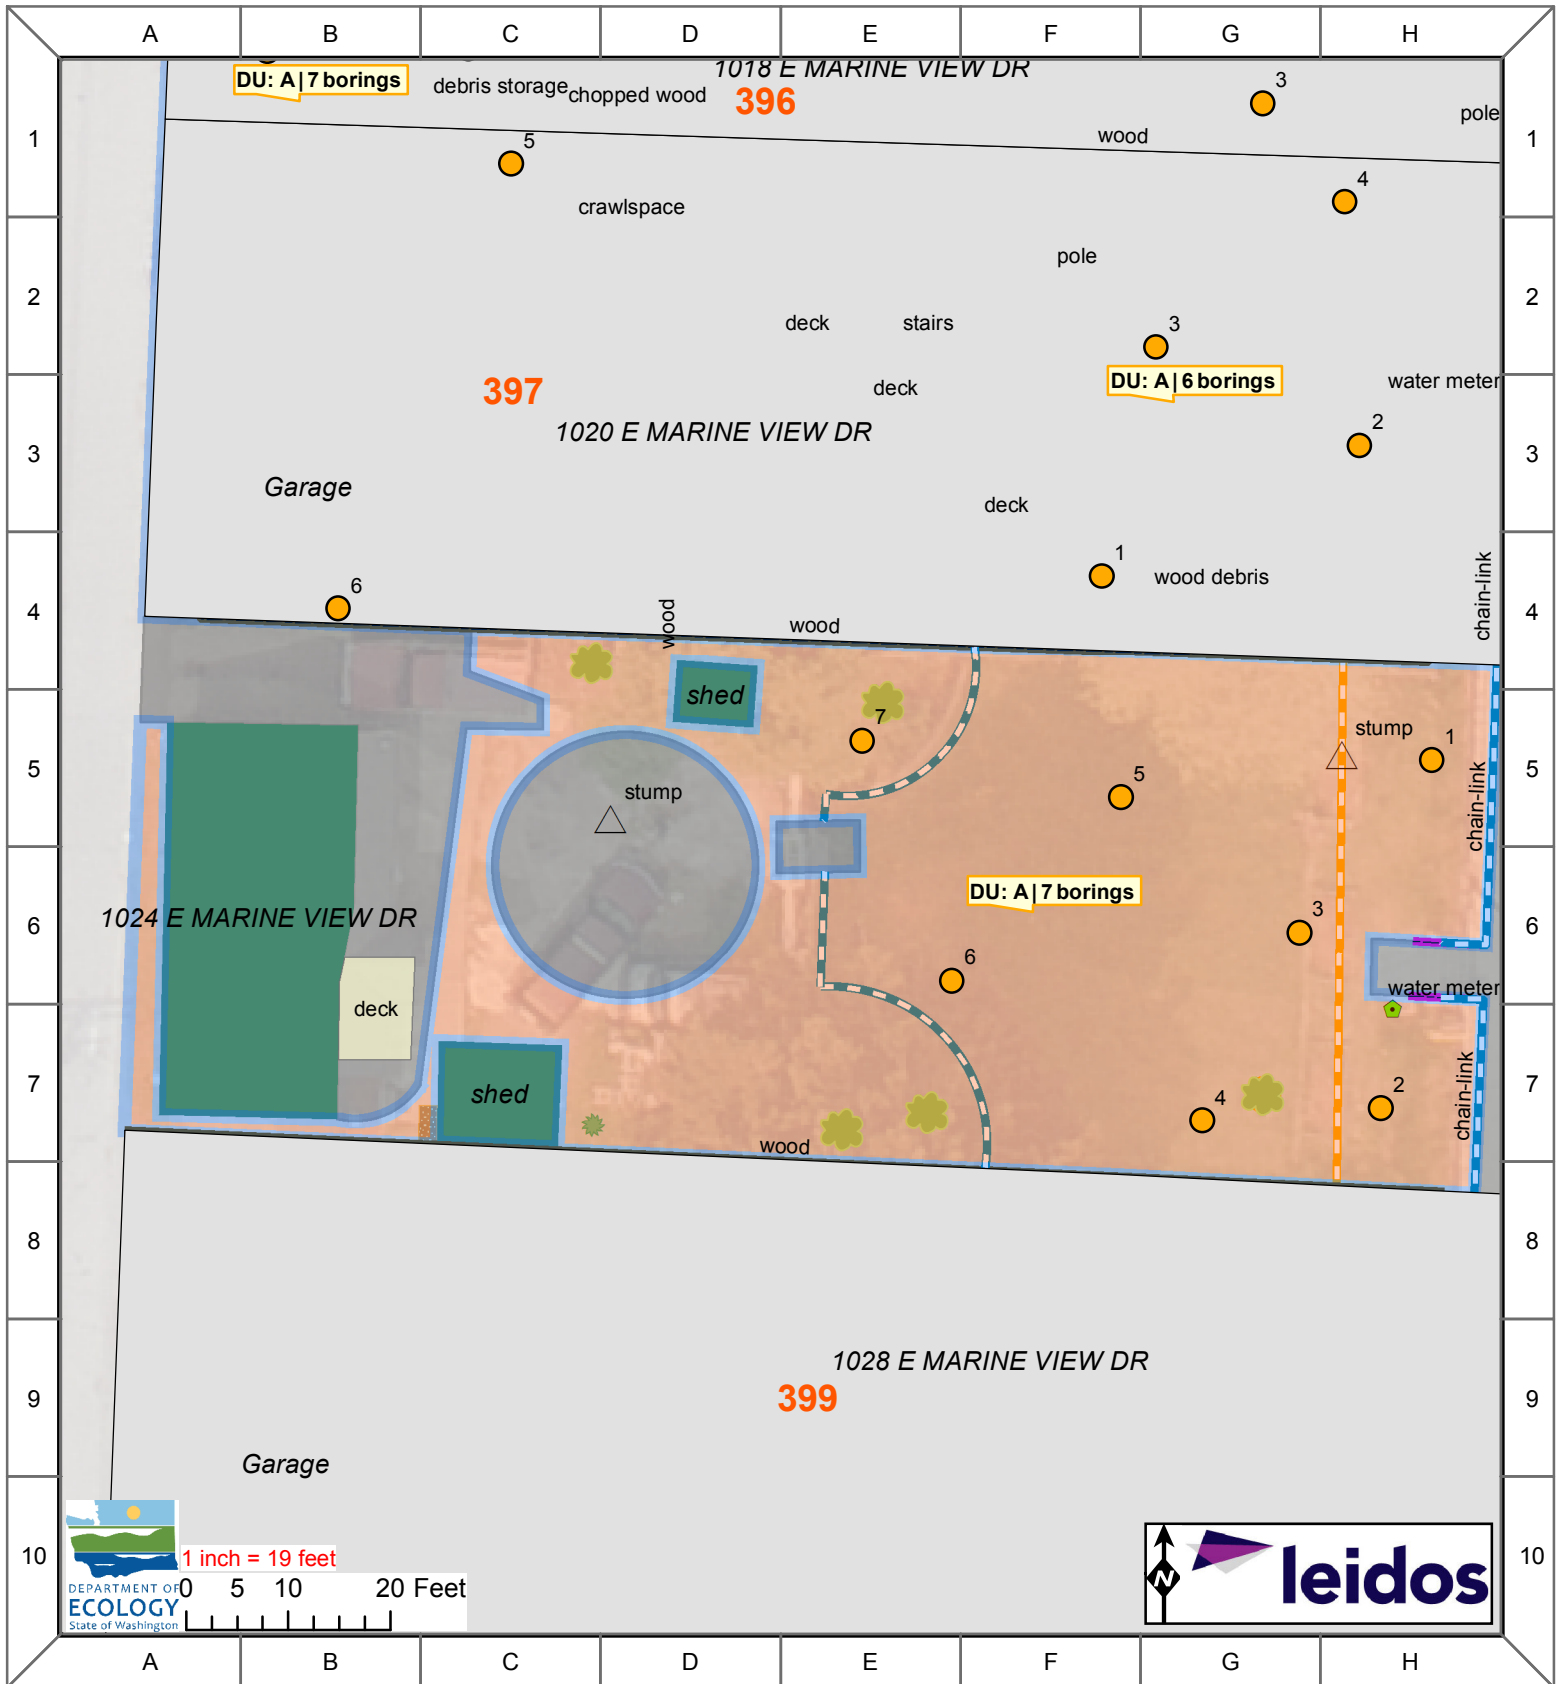 A B C D E F G H
1018 E MARINE VIEW DR
DU: A | 7 borings
debris storage
chopped wood
396
3
pole
1
wood
1
5
4
crawlspace
pole
2
deck
stairs
3
2
DU: A | 6 borings
water meter
397
deck
2
1020 E MARINE VIEW DR
3
3
Garage
deck
1
wood debris
chain-link
6
4
wood
wood
4
shed
7
stump
1
5
5
chain-link
5
stump
DU: A | 7 borings
1024 E MARINE VIEW DR
3
6
6
6
water meter
deck
7
shed
4
2
chain-link
7
wood
8
8
1028 E MARINE VIEW DR
399
9
9
Garage
10
1 inch = 19 feet
0 5 10 20 Feet
DEPARTMENT OF
ECOLOGY
State of Washington
N
leidos
10
A B C D E F G H